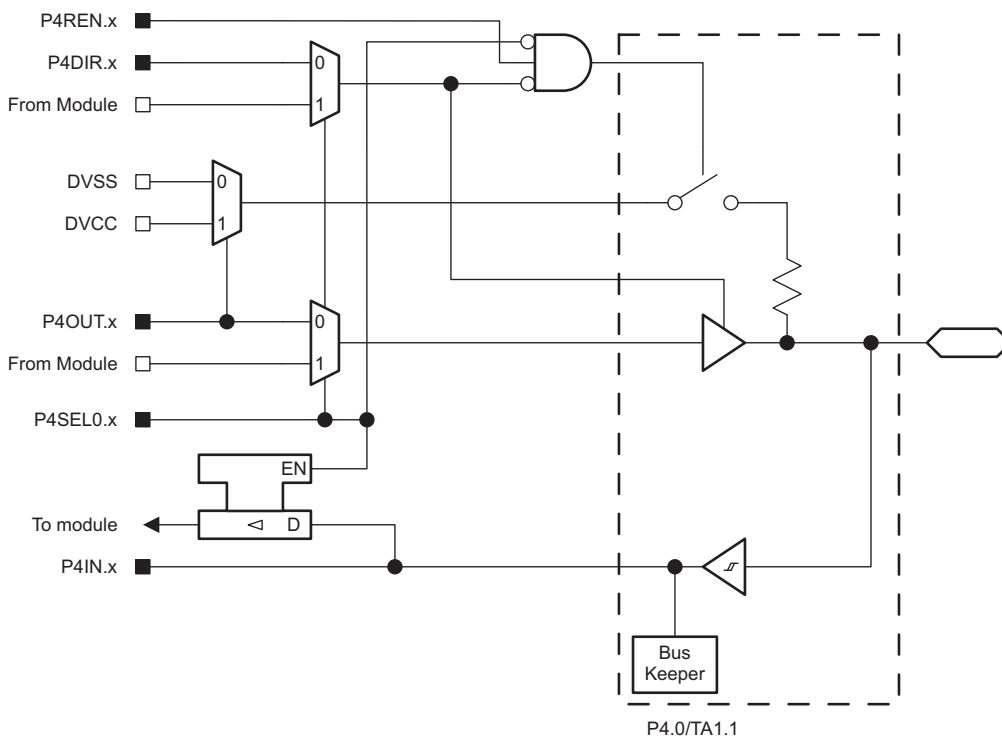 P4REN.x
P4DIR.x
0
From Module
1
DVSS
0
DVCC
1
P4OUT.x
0
From Module
1
P4SEL0.x
EN
To module
D
P4IN.x
Bus
Keeper
P4.0/TA1.1